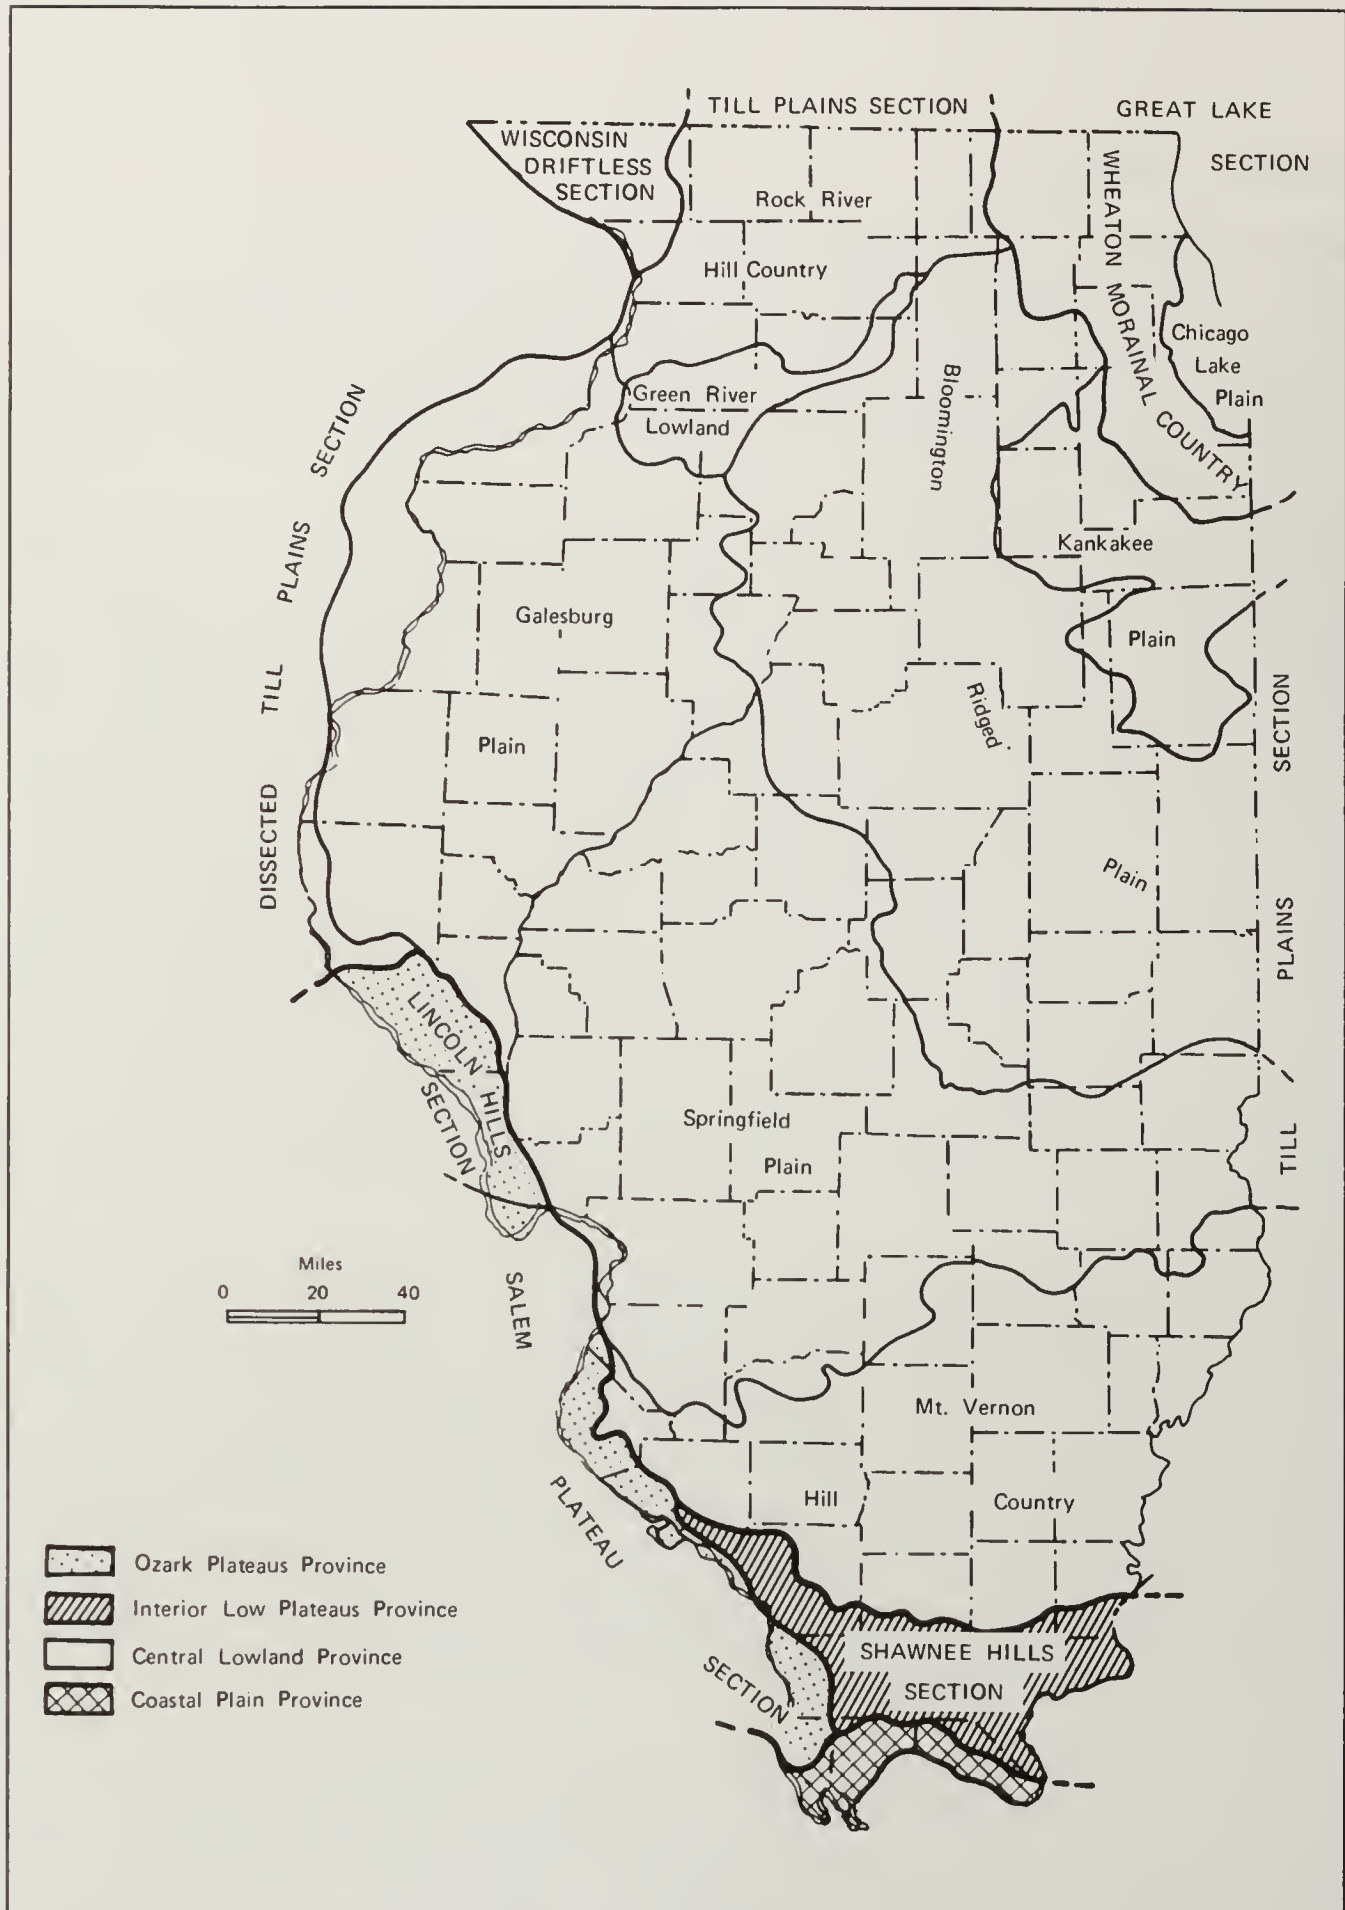 TILL PLAINS SECTION
GREAT LAKE
SECTION
WISCONSIN
DRIFTLESS
SECTION
Rock River
Hill Country
WHEATON MORAINAL COUNTRY
Chicago
Lake
Plain
Green River
Lowland
Bloomington
Ridged
Plain
Kankakee
Plain
Galesburg
Plain
DISSECTED TILL PLAINS SECTION
TILL PLAINS SECTION
LINCOLN HILLS
SECTION
Springfield
Plain
Miles
0 20 40
SALEM
PLATEAU
SECTION
Mt. Vernon
Hill Country
SHAWNEE HILLS
SECTION
Ozark Plateaus Province
Interior Low Plateaus Province
Central Lowland Province
Coastal Plain Province